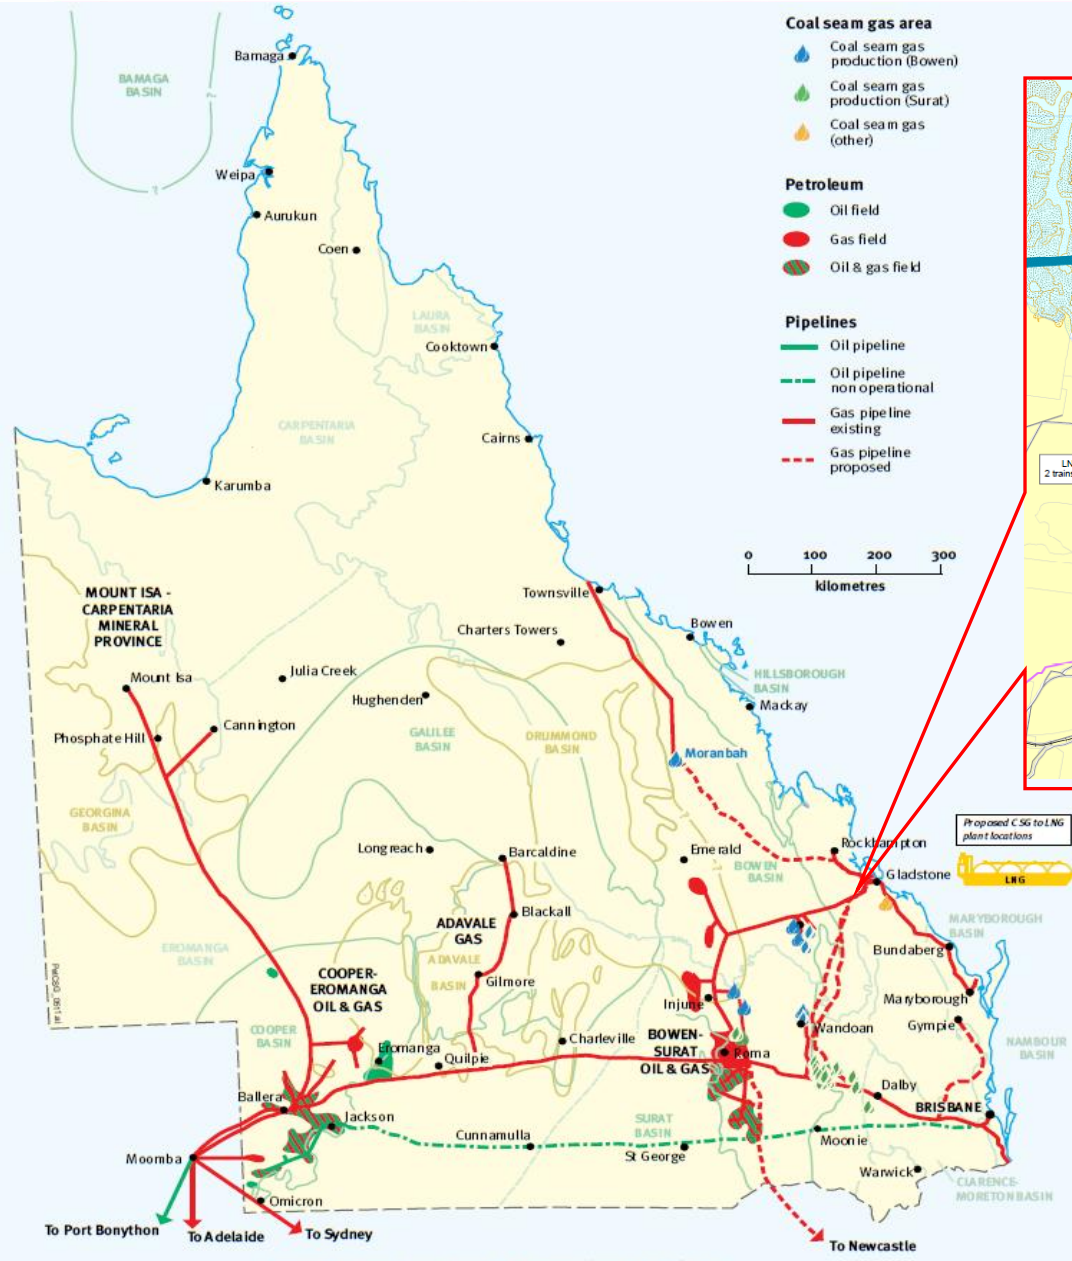 Coal seam gas area
Coal seam gas
production (Bowen)
Coal seam gas
production (Surat)
Coal seam gas
(other)
Petroleum
Oil field
Gas field
Oil & gas field
Pipelines
Oil pipeline
Oil pipeline
non operational
Gas pipeline
existing
Gas pipeline
proposed
0 100 200 300
kilometres
Bamaga
BAMAGA
BASIN
?
?
Weipa
Aurukun
Coen
LAURA
BASIN
Cooktown
CARPENTARIA
BASIN
Cairns
Karumba
LN
2 trains
MOUNT ISA -
CARPENTARIA
MINERAL
PROVINCE
Townsville
Charters Towers
Bowen
Mount Isa
Julia Creek
Hughenden
HILLSBOROUGH
BASIN
Mackay
Cannington
Phosphate Hill
GALILEE
BASIN
DRUMMOND
BASIN
Moranbah
GEORGINA
BASIN
Proposed CSG to LNG
plant locations
LNG
Longreach
Barcaldine
Emerald
Rockhampton
BOWEN
BASIN
Gladstone
Blackall
ADAVALE
GAS
MARYBOROUGH
BASIN
EROMANGA
BASIN
Bundaberg
ADAVALE
BASIN
COOPER-
EROMANGA
OIL & GAS
Gilmore
Injune
Maryborough
Gympie
COOPER
BASIN
Wandoan
Charleville
BOWEN-
SURAT
OIL & GAS
Roma
NAMBOUR
BASIN
Eromanga
Quilpie
Dalby
Ballera
BRISBANE
Jackson
SURAT
BASIN
Cunnamulla
St George
Moonie
Moomba
Warwick
CLARENCE-
MORETON BASIN
Omicron
To Port Bonython
To Adelaide
To Sydney
To Newcastle